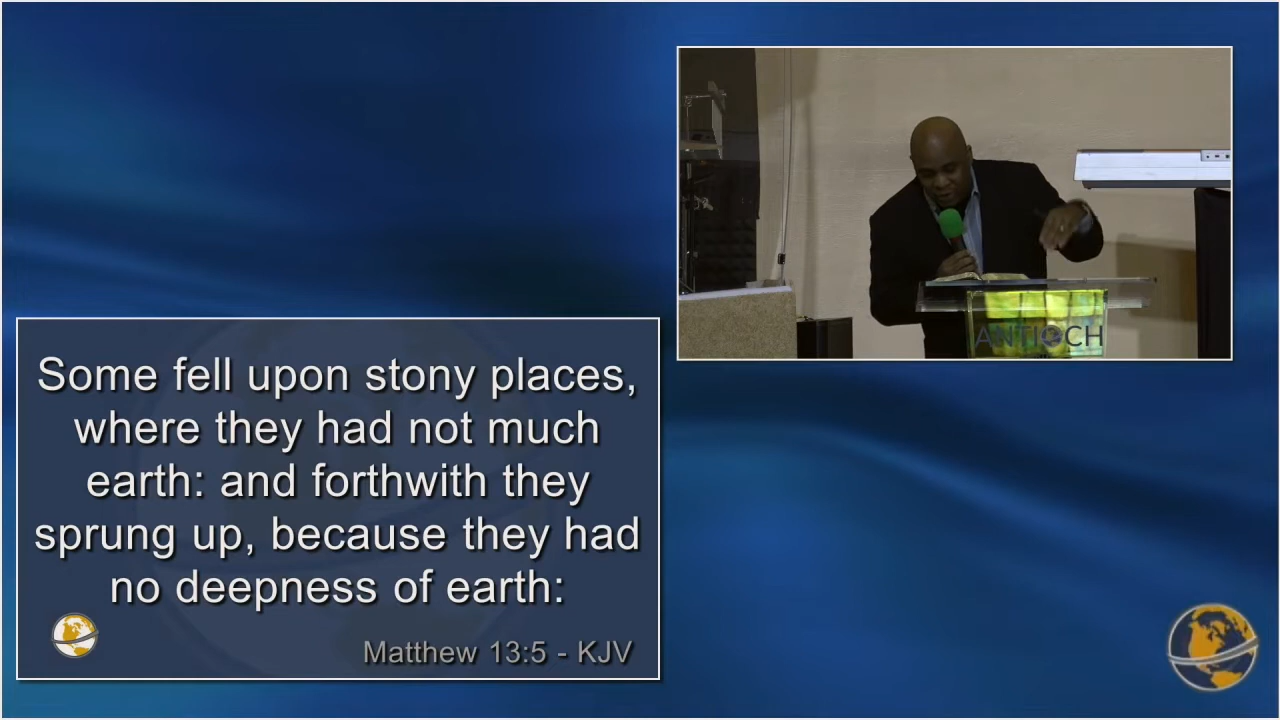 Some fell upon stony places,
where they had not much
earth: and forthwith they
sprung up, because they had
no deepness of earth:
Matthew 13:5 - KJV
ANTIOCH